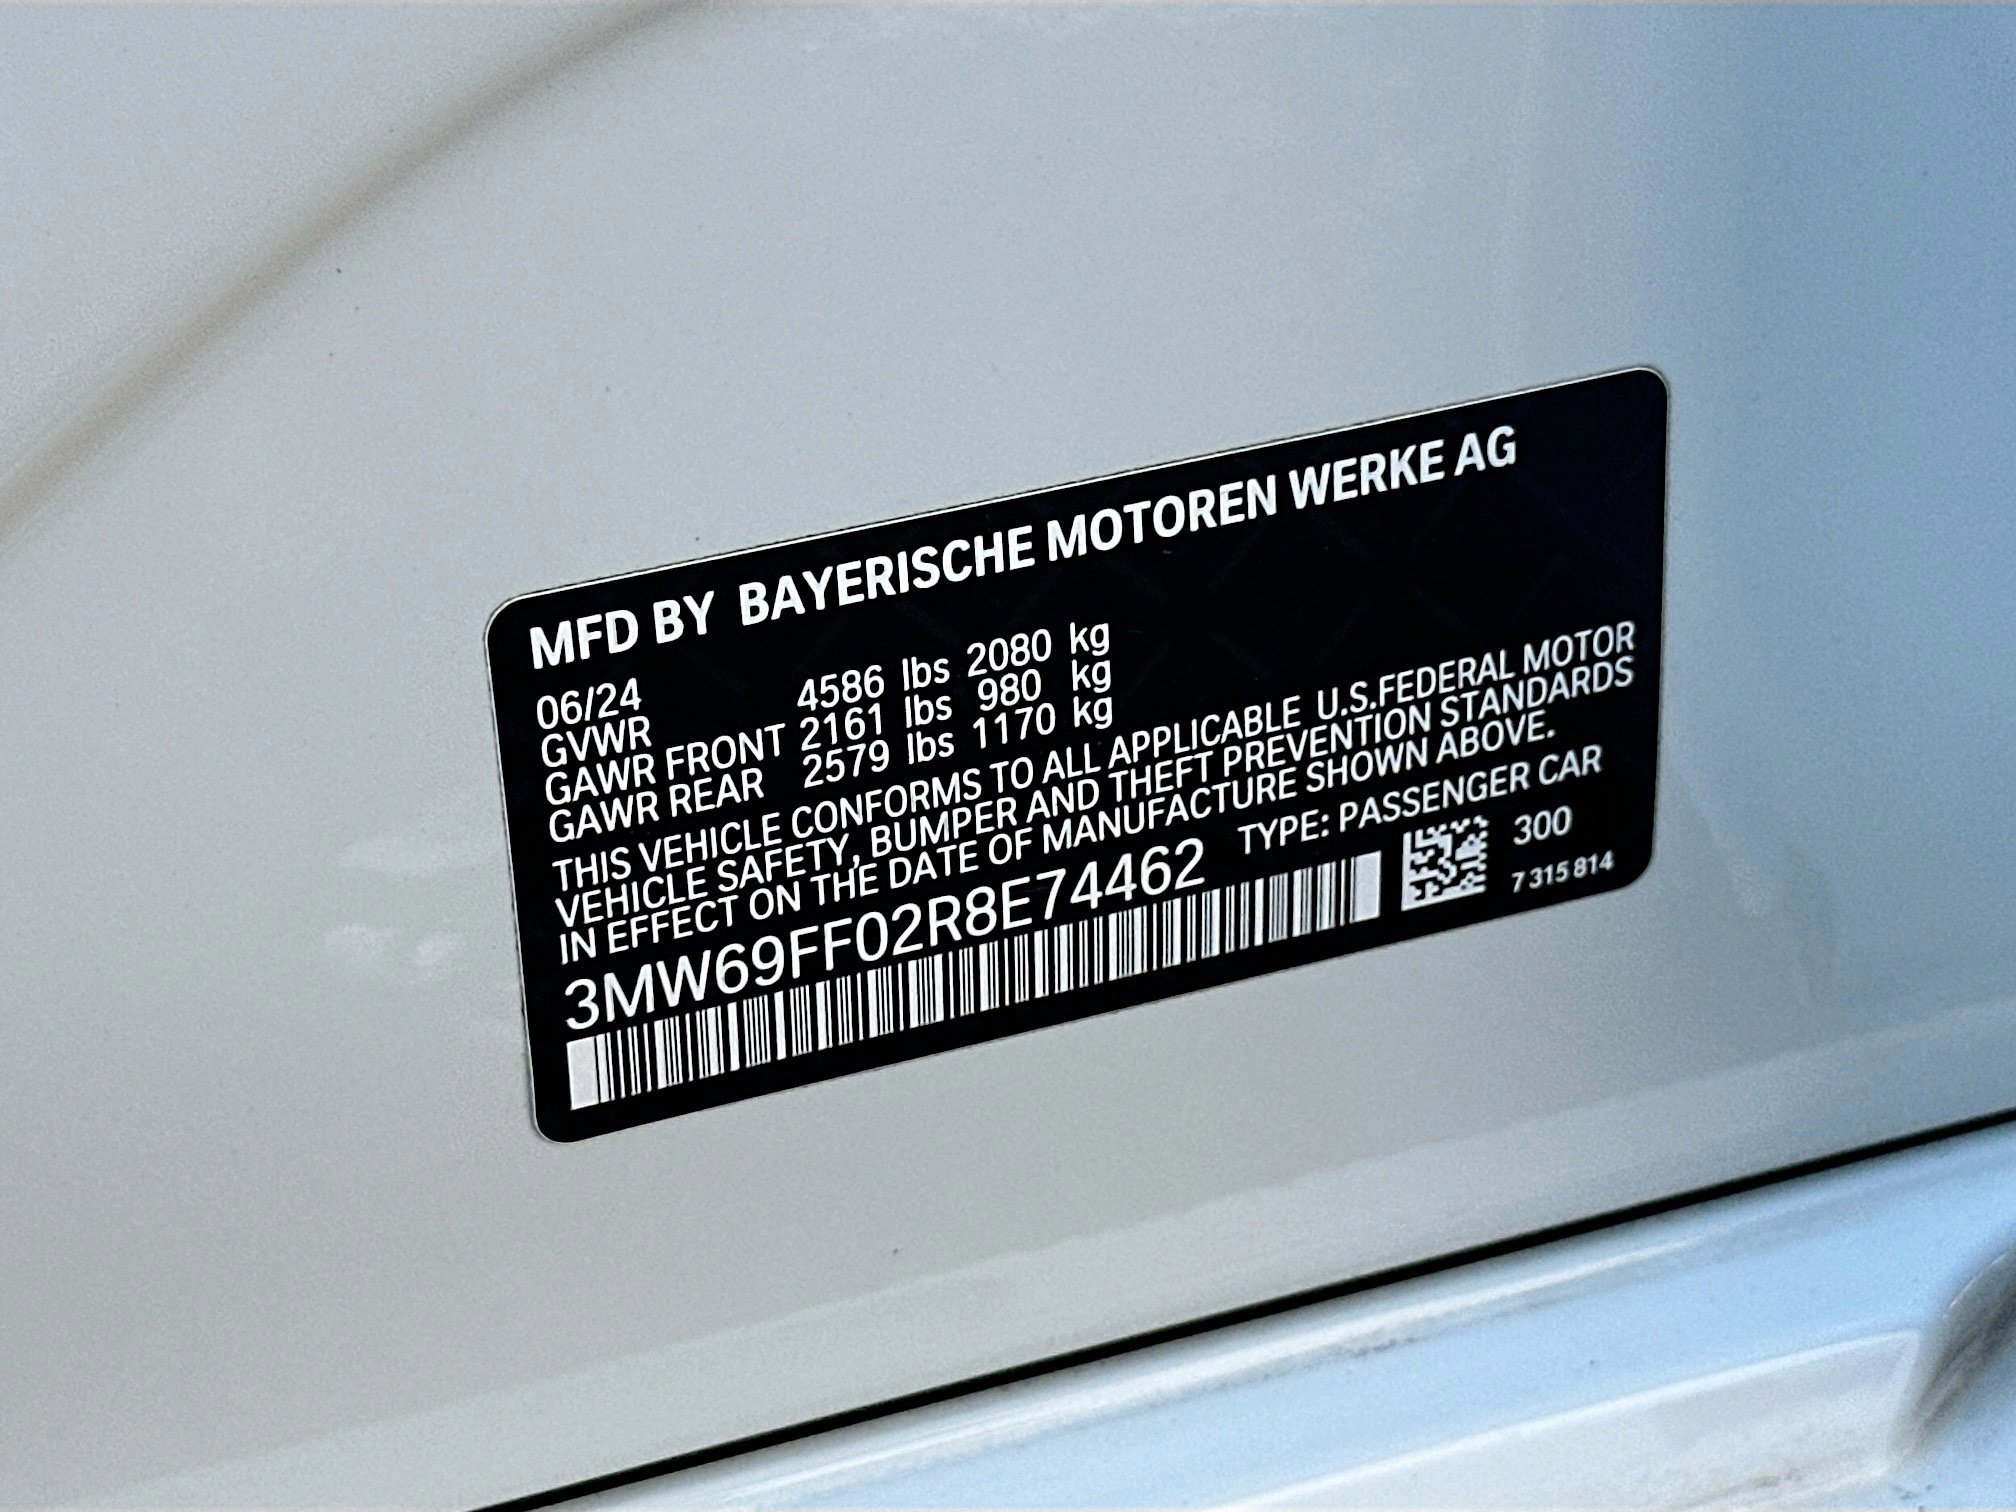 MFD BY BAYERISCHE MOTOREN WERKE AG
06/24
GVWR 4586 lbs 2080 kg
GAWR FRONT 2161 lbs 980 kg
GAWR REAR 2579 lbs 1170 kg
THIS VEHICLE CONFORMS TO ALL APPLICABLE U.S.FEDERAL MOTOR
VEHICLE SAFETY, BUMPER AND THEFT PREVENTION STANDARDS
IN EFFECT ON THE DATE OF MANUFACTURE SHOWN ABOVE.
3MW69FF02R8E74462 TYPE: PASSENGER CAR
300
7 315 814